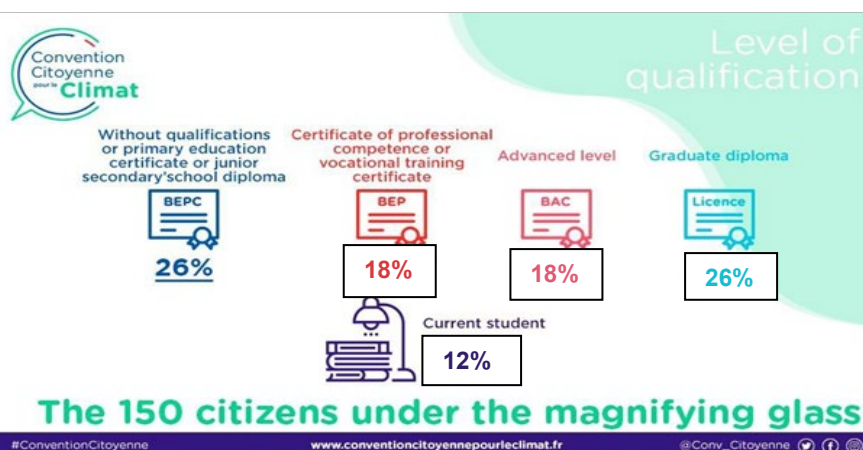 Convention
Citoyenne
pour le Climat
Level of
qualification
Without qualifications
or primary education
certificate or junior
secondary'school diploma
BEPC
26%
Certificate of professional
competence or
vocational training
certificate
BEP
18%
Advanced level
BAC
18%
Graduate diploma
Licence
26%
Current student
12%
The 150 citizens under the magnifying glass
#ConventionCitoyenne
www.conventioncitoyennepourleclimat.fr
@Conv_Citoyenne